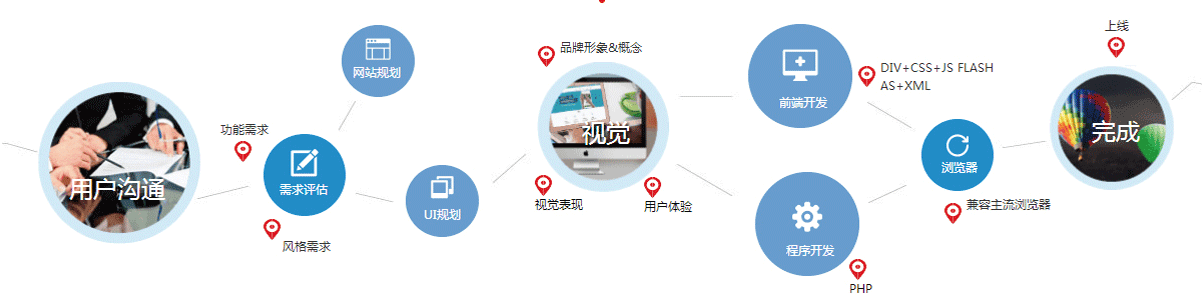 用户沟通
功能需求
需求评估
风格需求
网站规划
UI规划
品牌形象&概念
视觉
视觉表现
用户体验
前端开发
DIV+CSS+JS FLASH
AS+XML
程序开发
PHP
浏览器
兼容主流浏览器
上线
完成